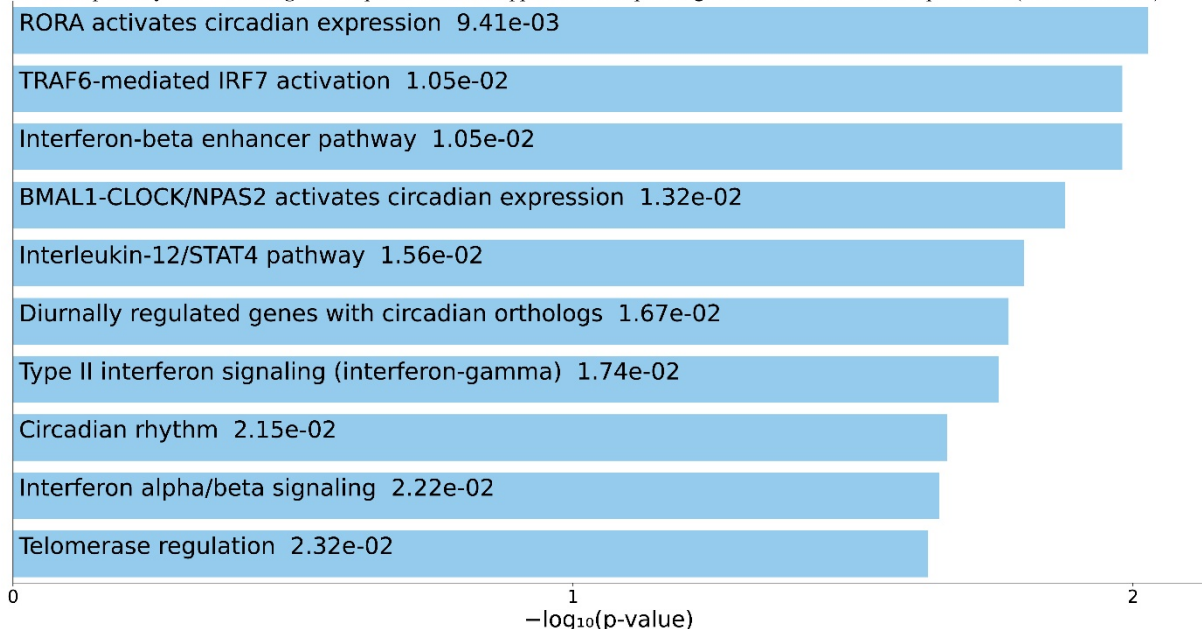 RORA activates circadian expression 9.41e-03
TRAF6-mediated IRF7 activation 1.05e-02
Interferon-beta enhancer pathway 1.05e-02
BMAL1-CLOCK/NPAS2 activates circadian expression 1.32e-02
Interleukin-12/STAT4 pathway 1.56e-02
Diurnally regulated genes with circadian orthologs 1.67e-02
Type II interferon signaling (interferon-gamma) 1.74e-02
Circadian rhythm 2.15e-02
Interferon alpha/beta signaling 2.22e-02
Telomerase regulation 2.32e-02
0 1 2
−log₁₀(p-value)